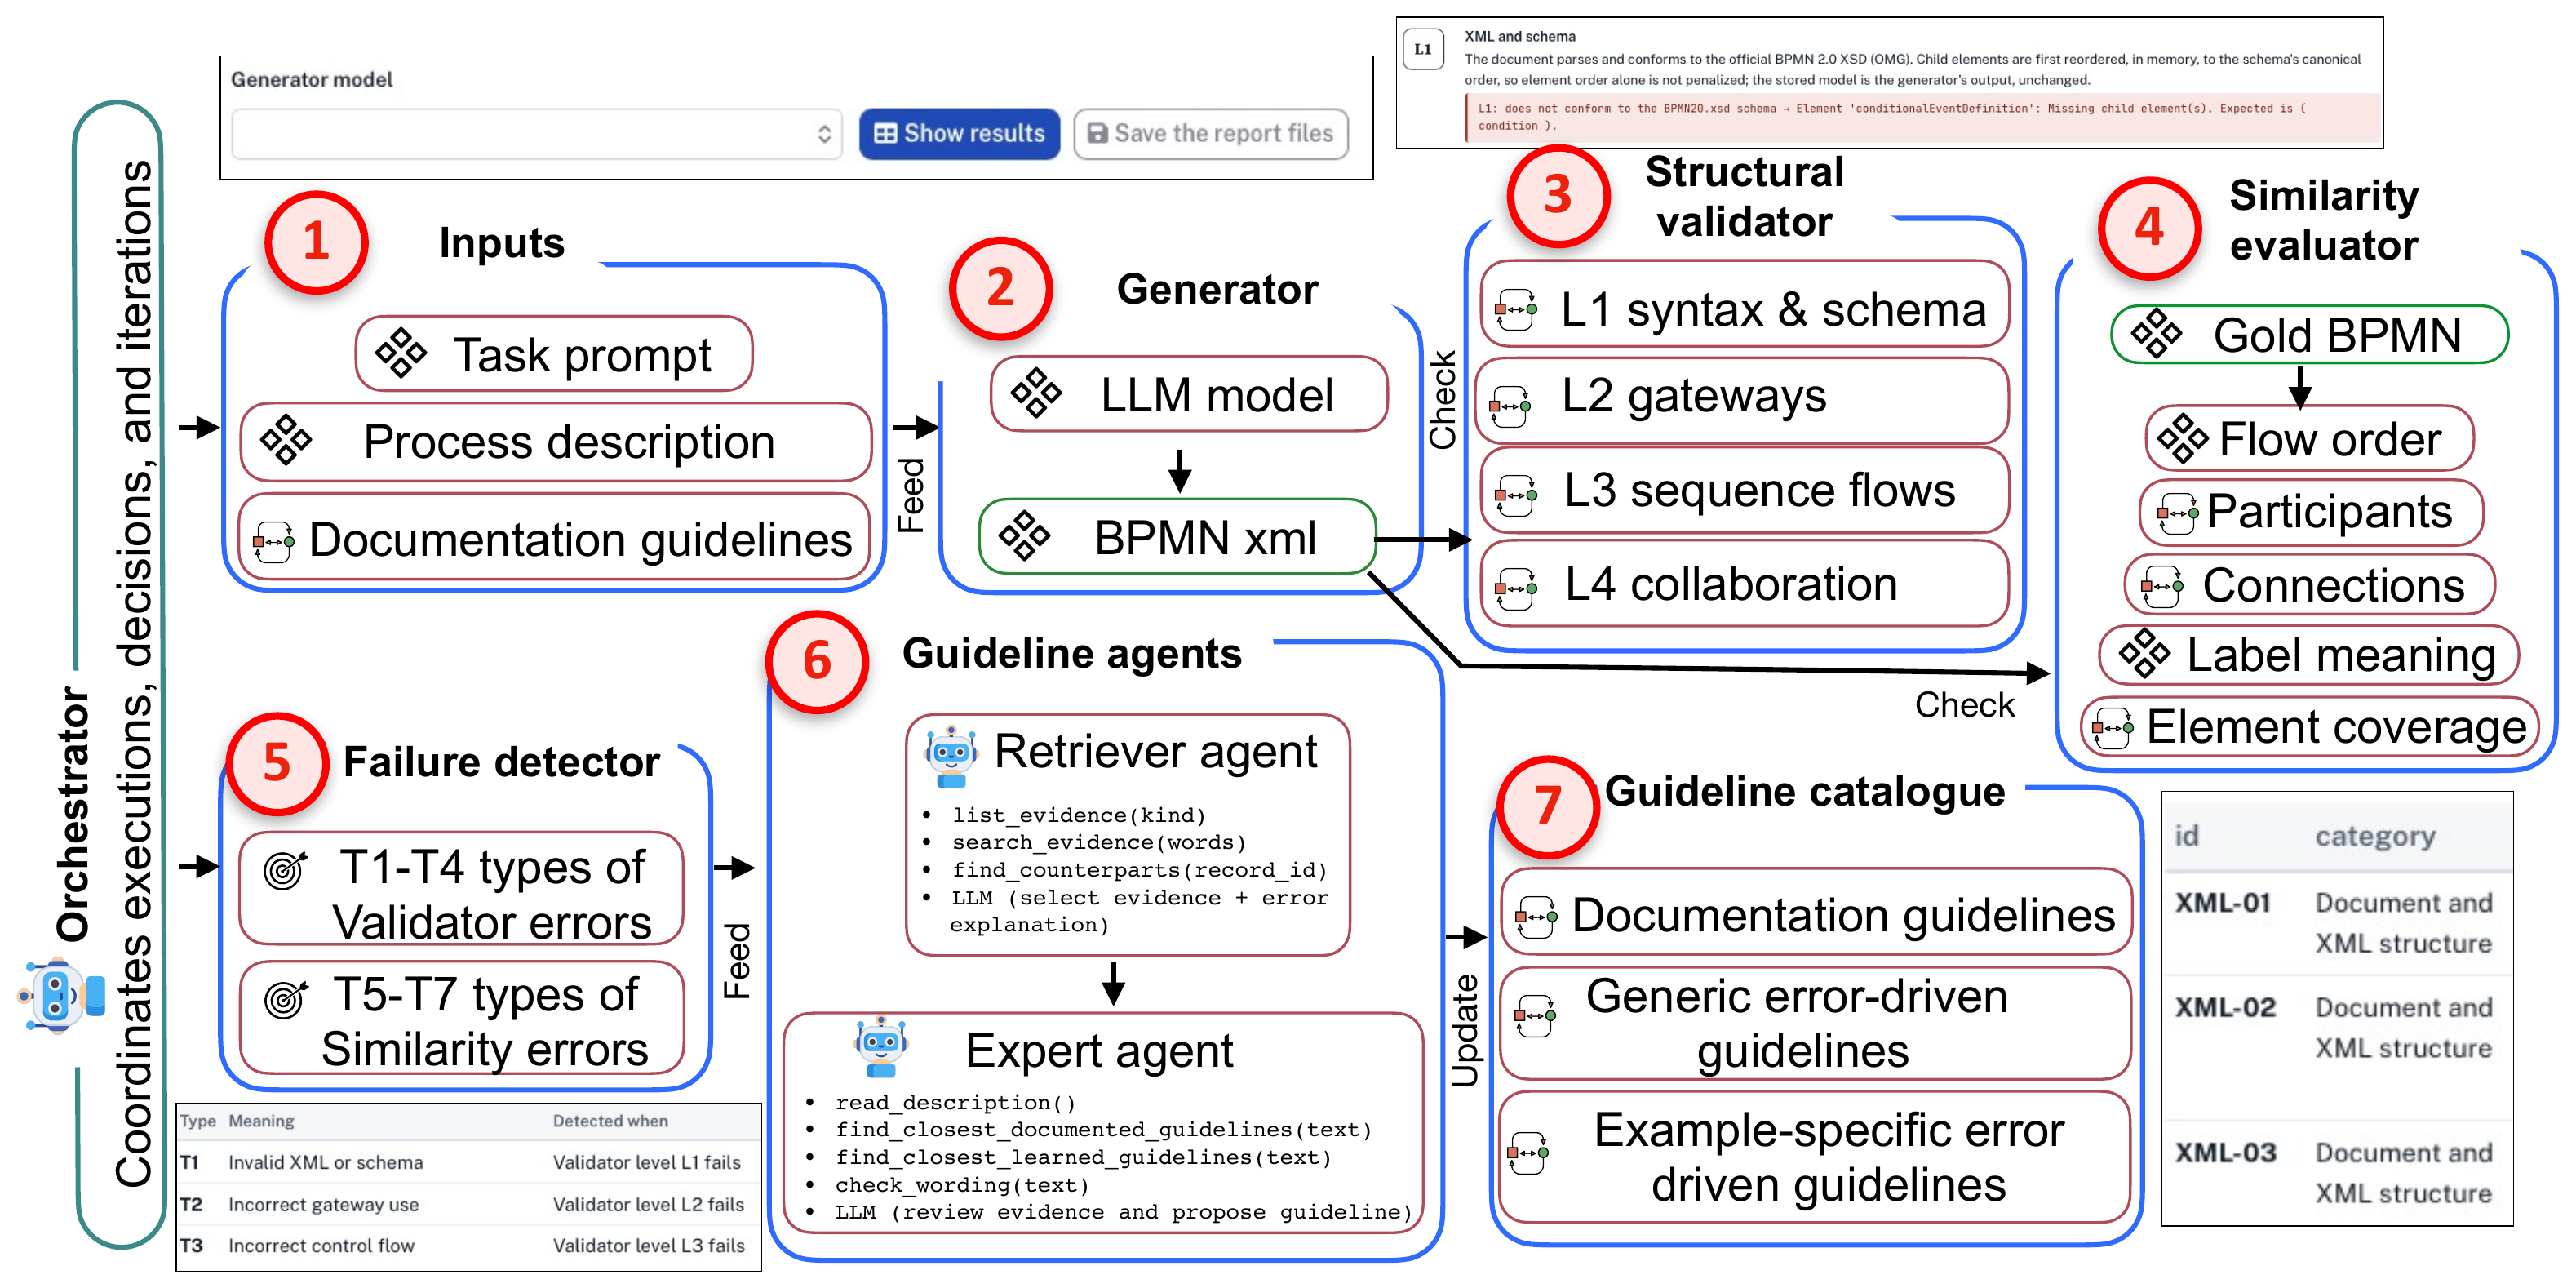 Orchestrator
Coordinates executions, decisions, and iterations
Generator model
Show results
Save the report files
L1
XML and schema
The document parses and conforms to the official BPMN 2.0 XSD (OMG). Child elements are first reordered, in memory, to the schema's canonical
order, so element order alone is not penalized; the stored model is the generator's output, unchanged.
L1: does not conform to the BPMN20.xsd schema → Element 'conditionalEventDefinition': Missing child element(s). Expected is (
condition ).
1
Inputs
Task prompt
Process description
Documentation guidelines
Feed
2
Generator
LLM model
BPMN xml
Check
3
Structural
validator
L1 syntax & schema
L2 gateways
L3 sequence flows
L4 collaboration
Check
4
Similarity
evaluator
Gold BPMN
Flow order
Participants
Connections
Label meaning
Element coverage
5
Failure detector
T1-T4 types of
Validator errors
T5-T7 types of
Similarity errors
Type Meaning Detected when
T1 Invalid XML or schema Validator level L1 fails
T2 Incorrect gateway use Validator level L2 fails
T3 Incorrect control flow Validator level L3 fails
Feed
6
Guideline agents
Retriever agent
• list_evidence(kind)
• search_evidence(words)
• find_counterparts(record_id)
• LLM (select evidence + error
explanation)
Expert agent
• read_description()
• find_closest_documented_guidelines(text)
• find_closest_learned_guidelines(text)
• check_wording(text)
• LLM (review evidence and propose guideline)
Update
7
Guideline catalogue
Documentation guidelines
Generic error-driven
guidelines
Example-specific error
driven guidelines
id category
XML-01 Document and
XML structure
XML-02 Document and
XML structure
XML-03 Document and
XML structure